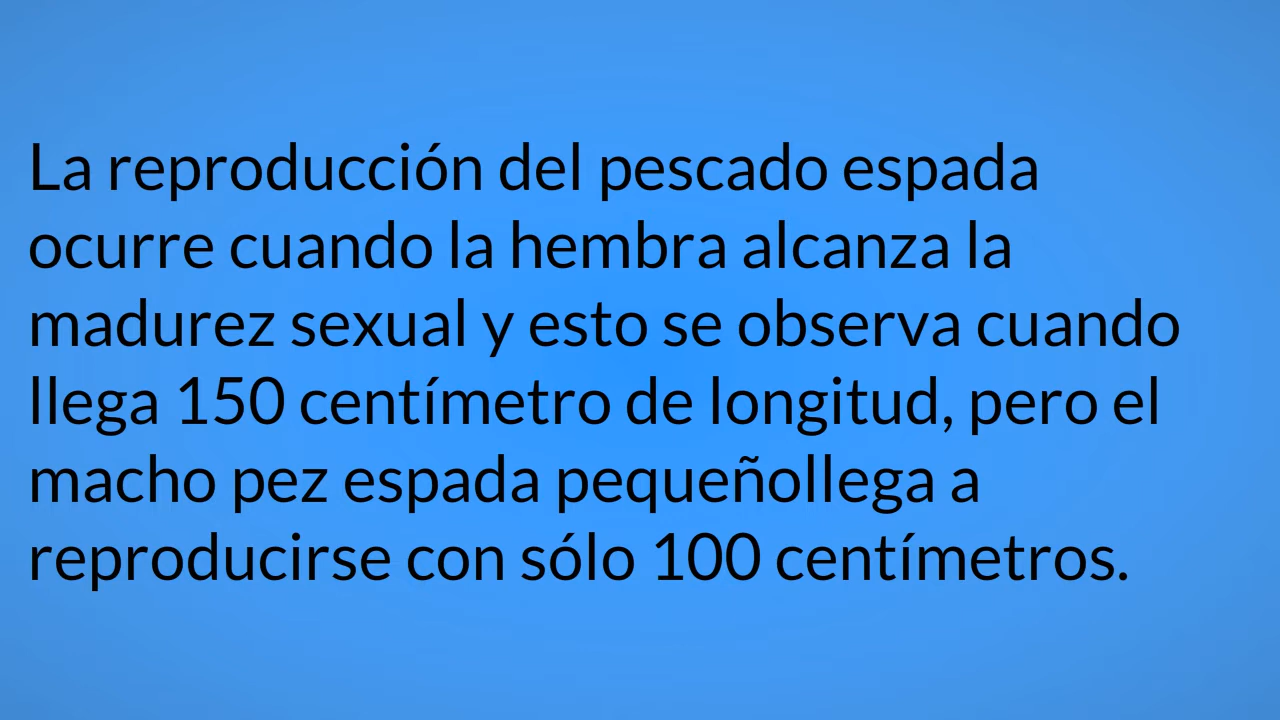 La reproducción del pescado espada
ocurre cuando la hembra alcanza la
madurez sexual y esto se observa cuando
llega 150 centímetro de longitud, pero el
macho pez espada pequeñollega a
reproducirse con sólo 100 centímetros.